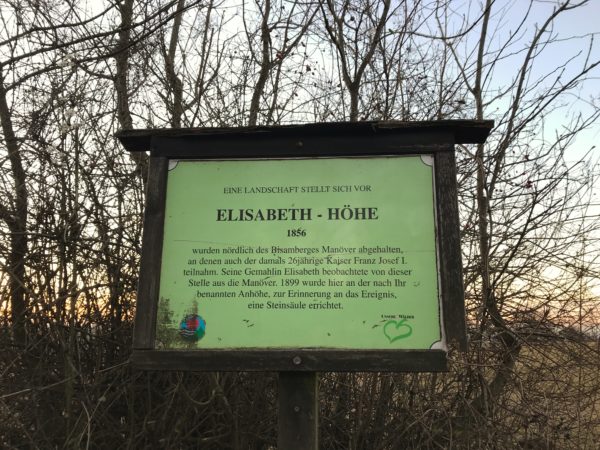 EINE LANDSCHAFT STELLT SICH VOR
ELISABETH - HÖHE
1856
wurden nördlich des Bisamberges Manöver abgehalten,
an denen auch der damals 26jährige Kaiser Franz Josef I.
teilnahm. Seine Gemahlin Elisabeth beobachtete von dieser
Stelle aus die Manöver. 1899 wurde hier an der nach Ihr
benannten Anhöhe, zur Erinnerung an das Ereignis,
eine Steinsäule errichtet.
UNSERE WÄLDER